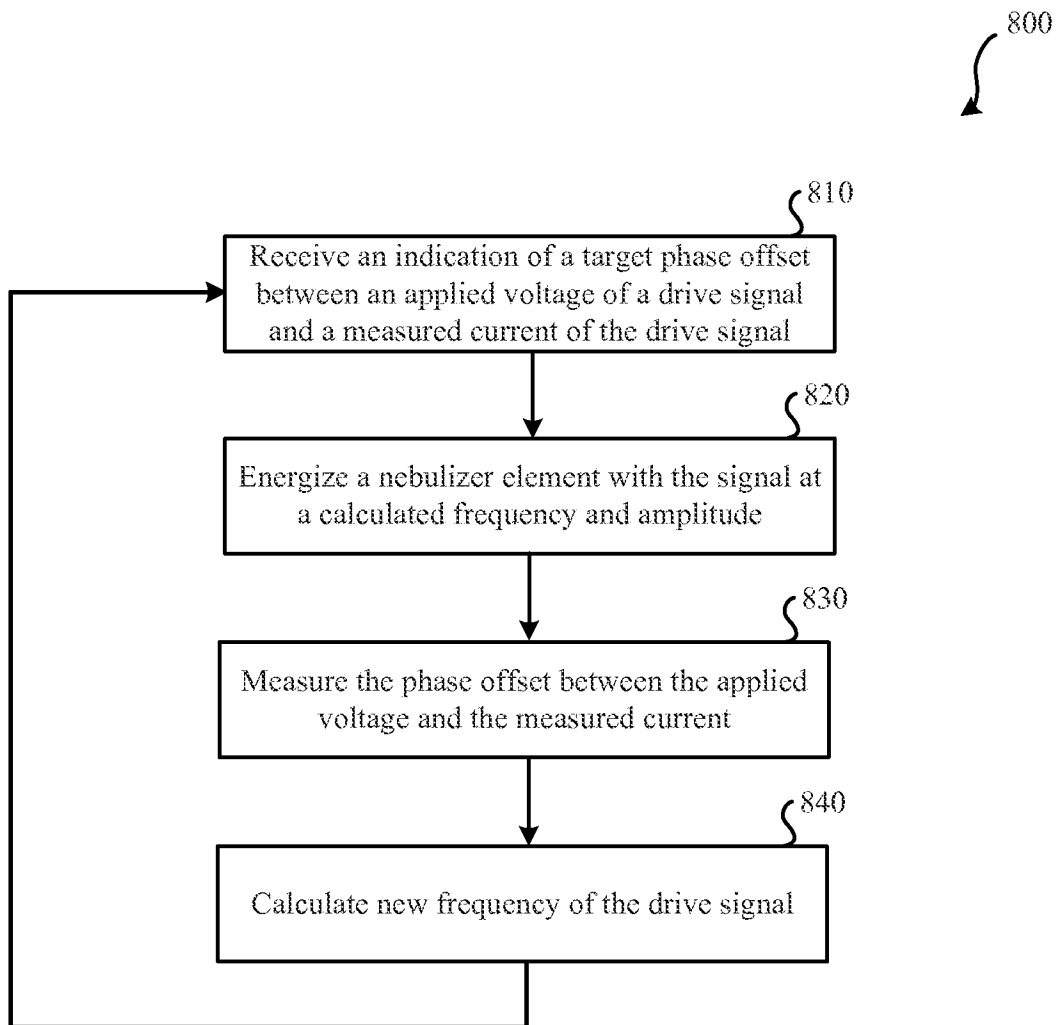 800
810
Receive an indication of a target phase offset
between an applied voltage of a drive signal
and a measured current of the drive signal
820
Energize a nebulizer element with the signal at
a calculated frequency and amplitude
830
Measure the phase offset between the applied
voltage and the measured current
840
Calculate new frequency of the drive signal